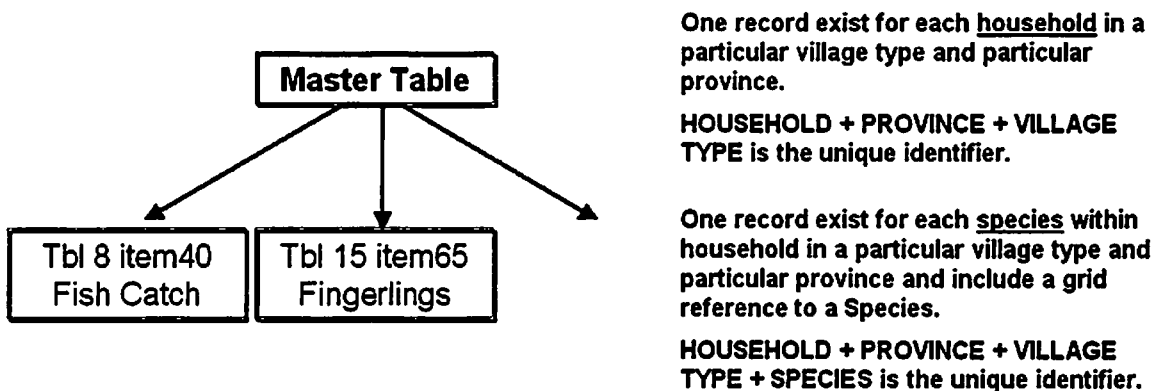 One record exist for each household in a
particular village type and particular
province.
HOUSEHOLD + PROVINCE + VILLAGE
TYPE is the unique identifier.
Master Table
Tbl 8 item40
Fish Catch
Tbl 15 item65
Fingerlings
One record exist for each species within
household in a particular village type and
particular province and include a grid
reference to a Species.
HOUSEHOLD + PROVINCE + VILLAGE
TYPE + SPECIES is the unique identifier.